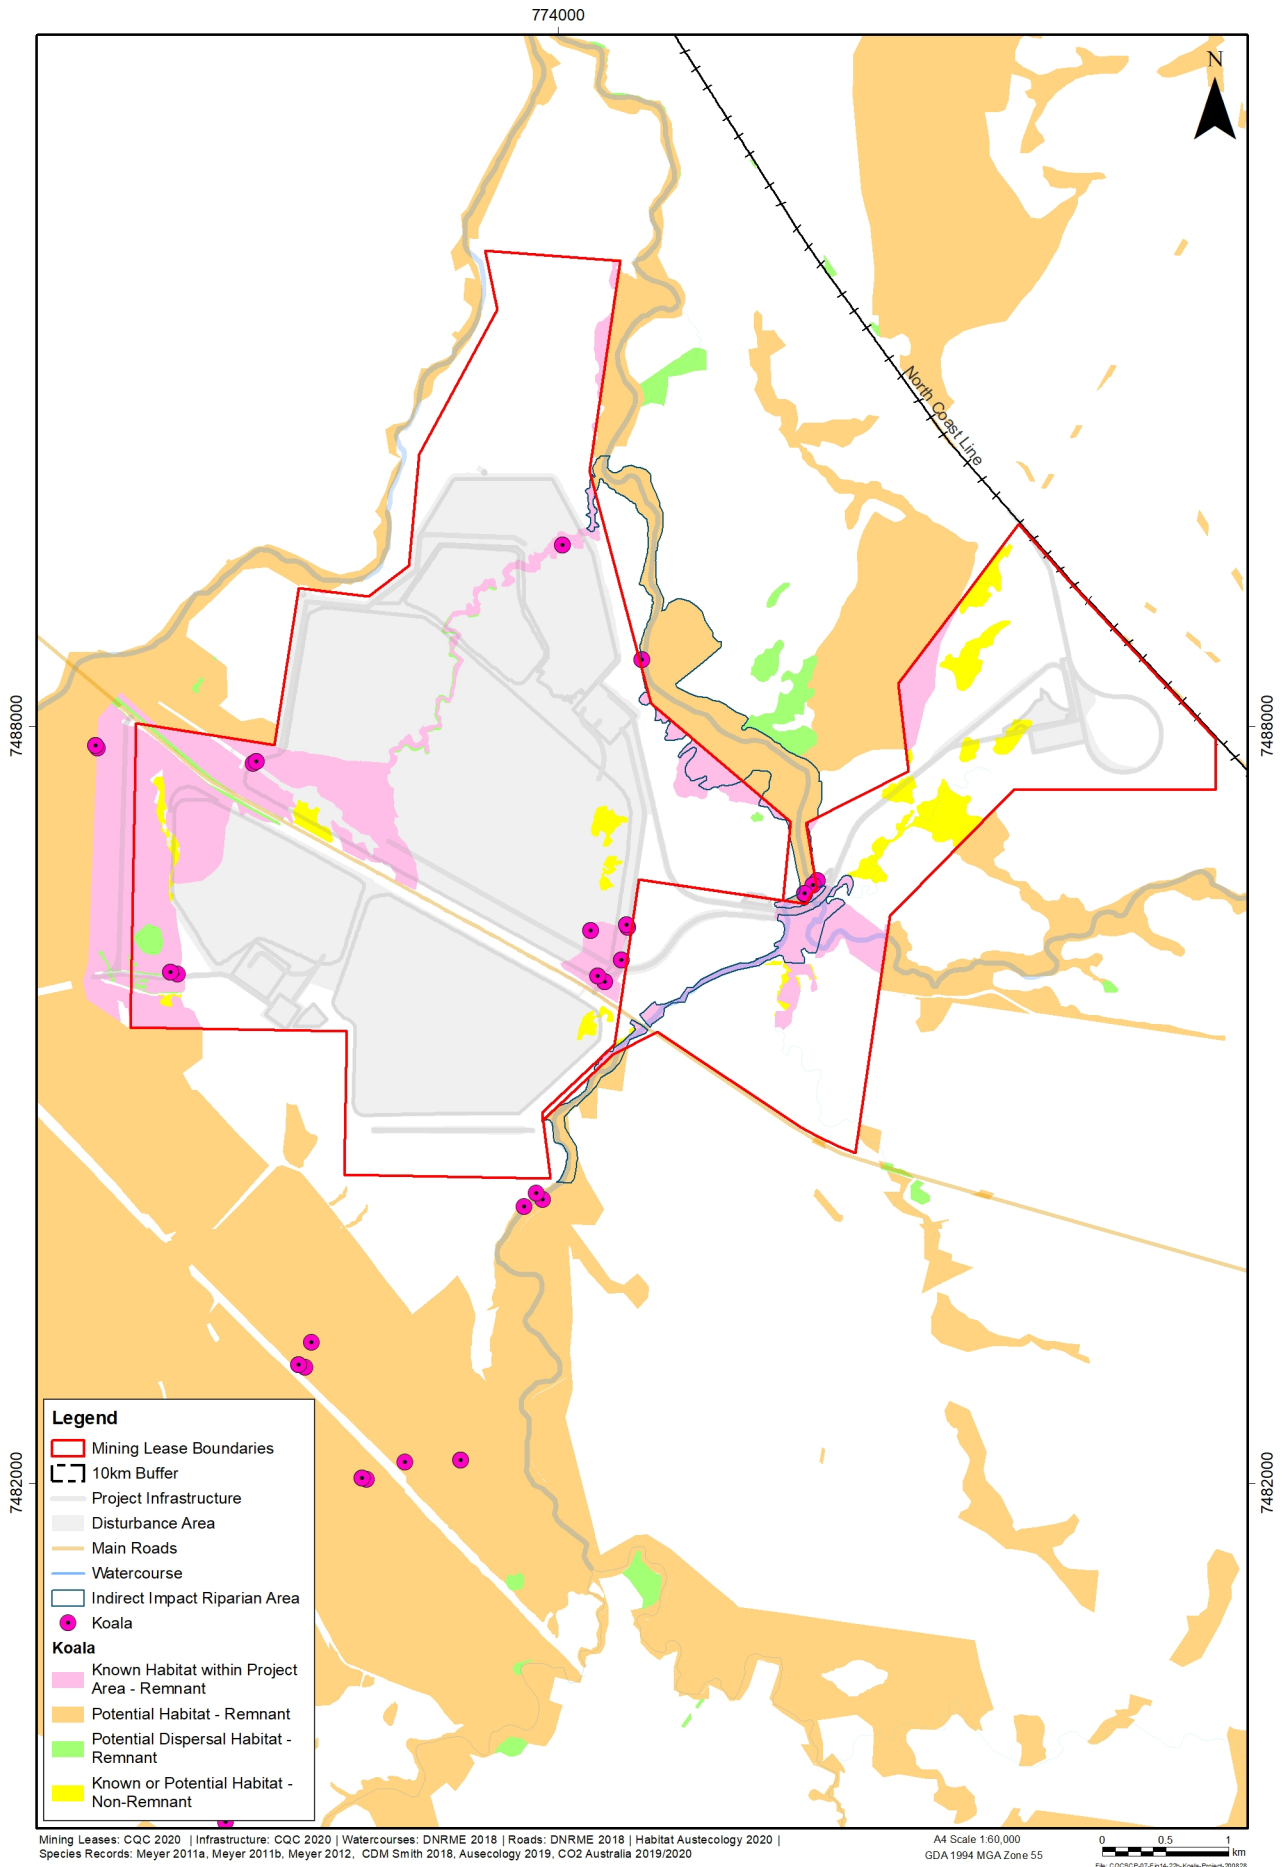 774000
N
North Coast Line
7488000
7488000
7482000
7482000
Legend
Mining Lease Boundaries
10km Buffer
Project Infrastructure
Disturbance Area
Main Roads
Watercourse
Indirect Impact Riparian Area
Koala
Koala
Known Habitat within Project
Area - Remnant
Potential Habitat - Remnant
Potential Dispersal Habitat -
Remnant
Known or Potential Habitat -
Non-Remnant
Mining Leases: CQC 2020 | Infrastructure: CQC 2020 | Watercourses: DNRME 2018 | Roads: DNRME 2018 | Habitat Austecology 2020 |
Species Records: Meyer 2011a, Meyer 2011b, Meyer 2012, CDM Smith 2018, Ausecology 2019, CO2 Australia 2019/2020
A4 Scale 1:60,000
GDA 1994 MGA Zone 55
0 0.5 1
km